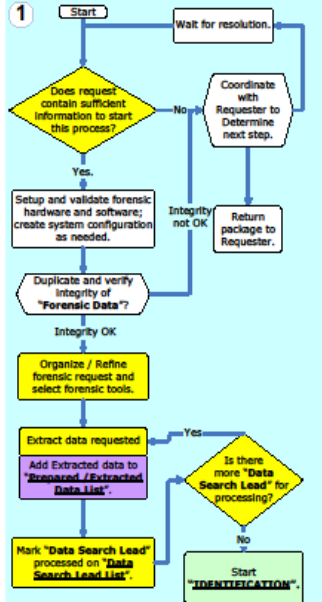 1
Start
Wait for resolution.
Does request
contain sufficient
information to start
this process?
No
Coordinate
with
Requester to
Determine
next step.
Yes.
Setup and validate forensic
hardware and software;
create system configuration
as needed.
Integrity
not OK
Return
package to
Requester.
Duplicate and verify
integrity of
"Forensic Data"?
Integrity OK
Organize / Refine
forensic request and
select forensic tools.
Yes
Extract data requested
Add Extracted data to
"Prepared /Extracted
Data List".
Is there
more "Data
Search Lead" for
processing?
Mark "Data Search Lead"
processed on "Data
Search Lead List".
No
Start
"IDENTIFICATION".